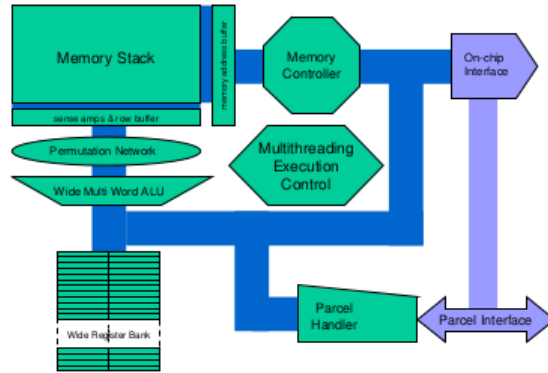 Memory Stack
memory address buffer
Memory
Controller
On-chip
Interface
sense amps & row buffer
Permutation Network
Multithreading
Execution
Control
Wide Multi Word ALU
Wide Register Bank
Parcel
Handler
Parcel Interface